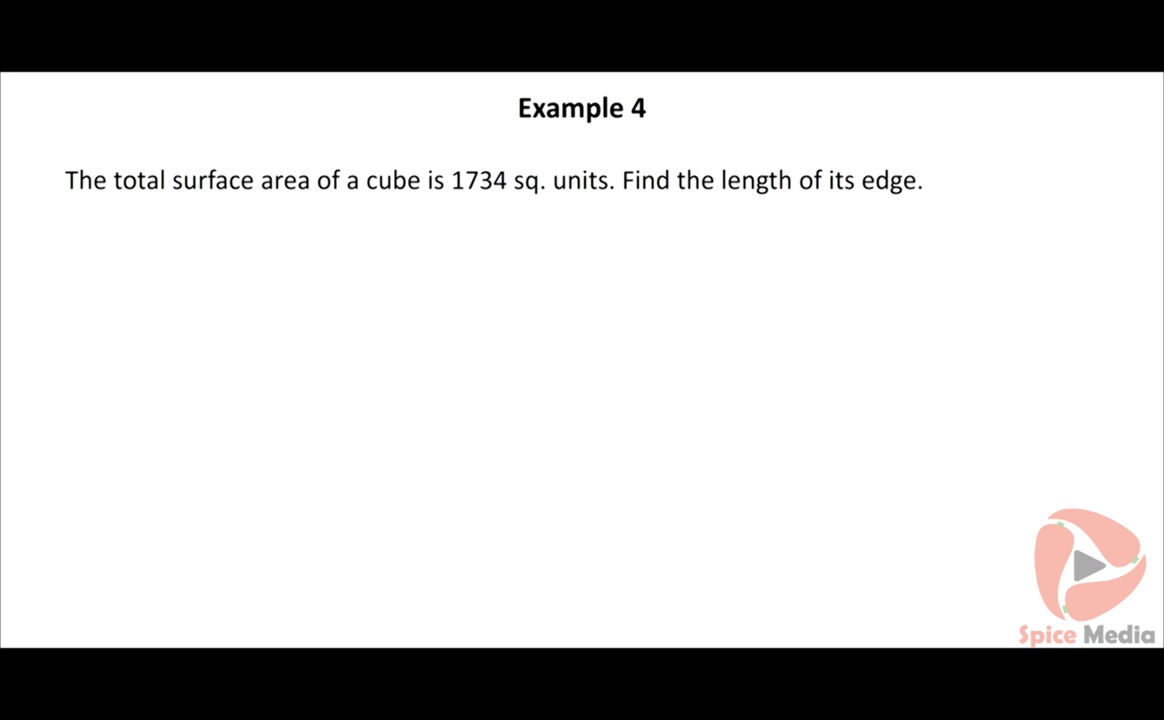 Example 4
The total surface area of a cube is 1734 sq. units. Find the length of its edge.
Spice Media